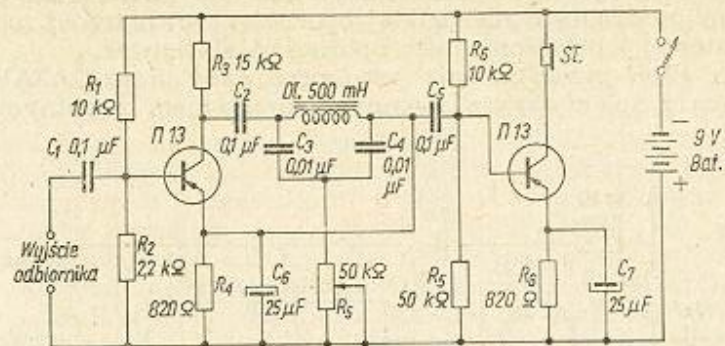 R1
10 kΩ
R3 15 kΩ
C2
0,1 µF
Dł. 500 mH
C3
0,01 µF
C4
0,01
µF
C5
0,1 µF
R6
10 kΩ
Sł.
C1 0,1 µF
П 13
П 13
9 V
Bat.
−
+
Wyjście
odbiornika
R2
2,2 kΩ
R4
820 Ω
C6
25 µF
50 kΩ
R5
R5
50 kΩ
R6
820
Ω
C7
25 µF